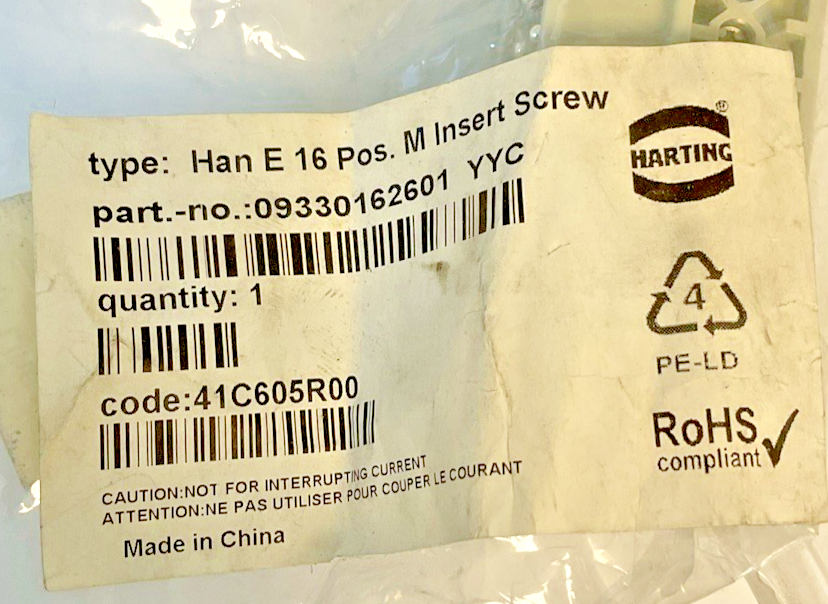 type: Han E 16 Pos. M Insert Screw
part.-no.:09330162601 YYC
quantity: 1
code:41C605R00
CAUTION:NOT FOR INTERRUPTING CURRENT
ATTENTION:NE PAS UTILISER POUR COUPER LE COURANT
Made in China
HARTING
®
4
PE-LD
RoHS
compliant